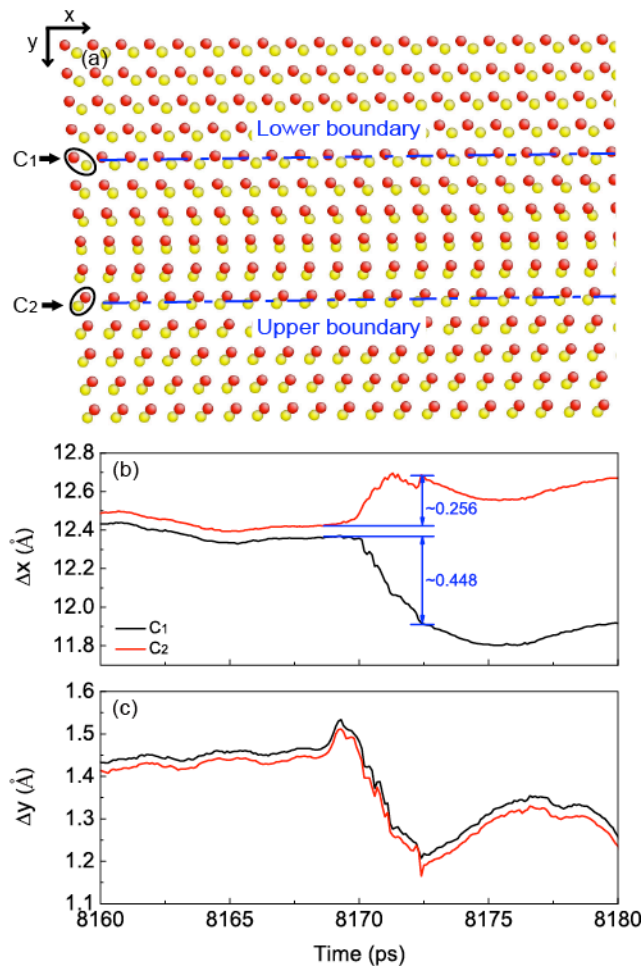 x
y
(a)
Lower boundary
C1
C2
Upper boundary
(b)
12.8
12.6
12.4
12.2
12.0
11.8
Δx (Å)
~0.256
~0.448
C1
C2
(c)
1.6
1.5
1.4
1.3
1.2
1.1
Δy (Å)
8160 8165 8170 8175 8180
Time (ps)